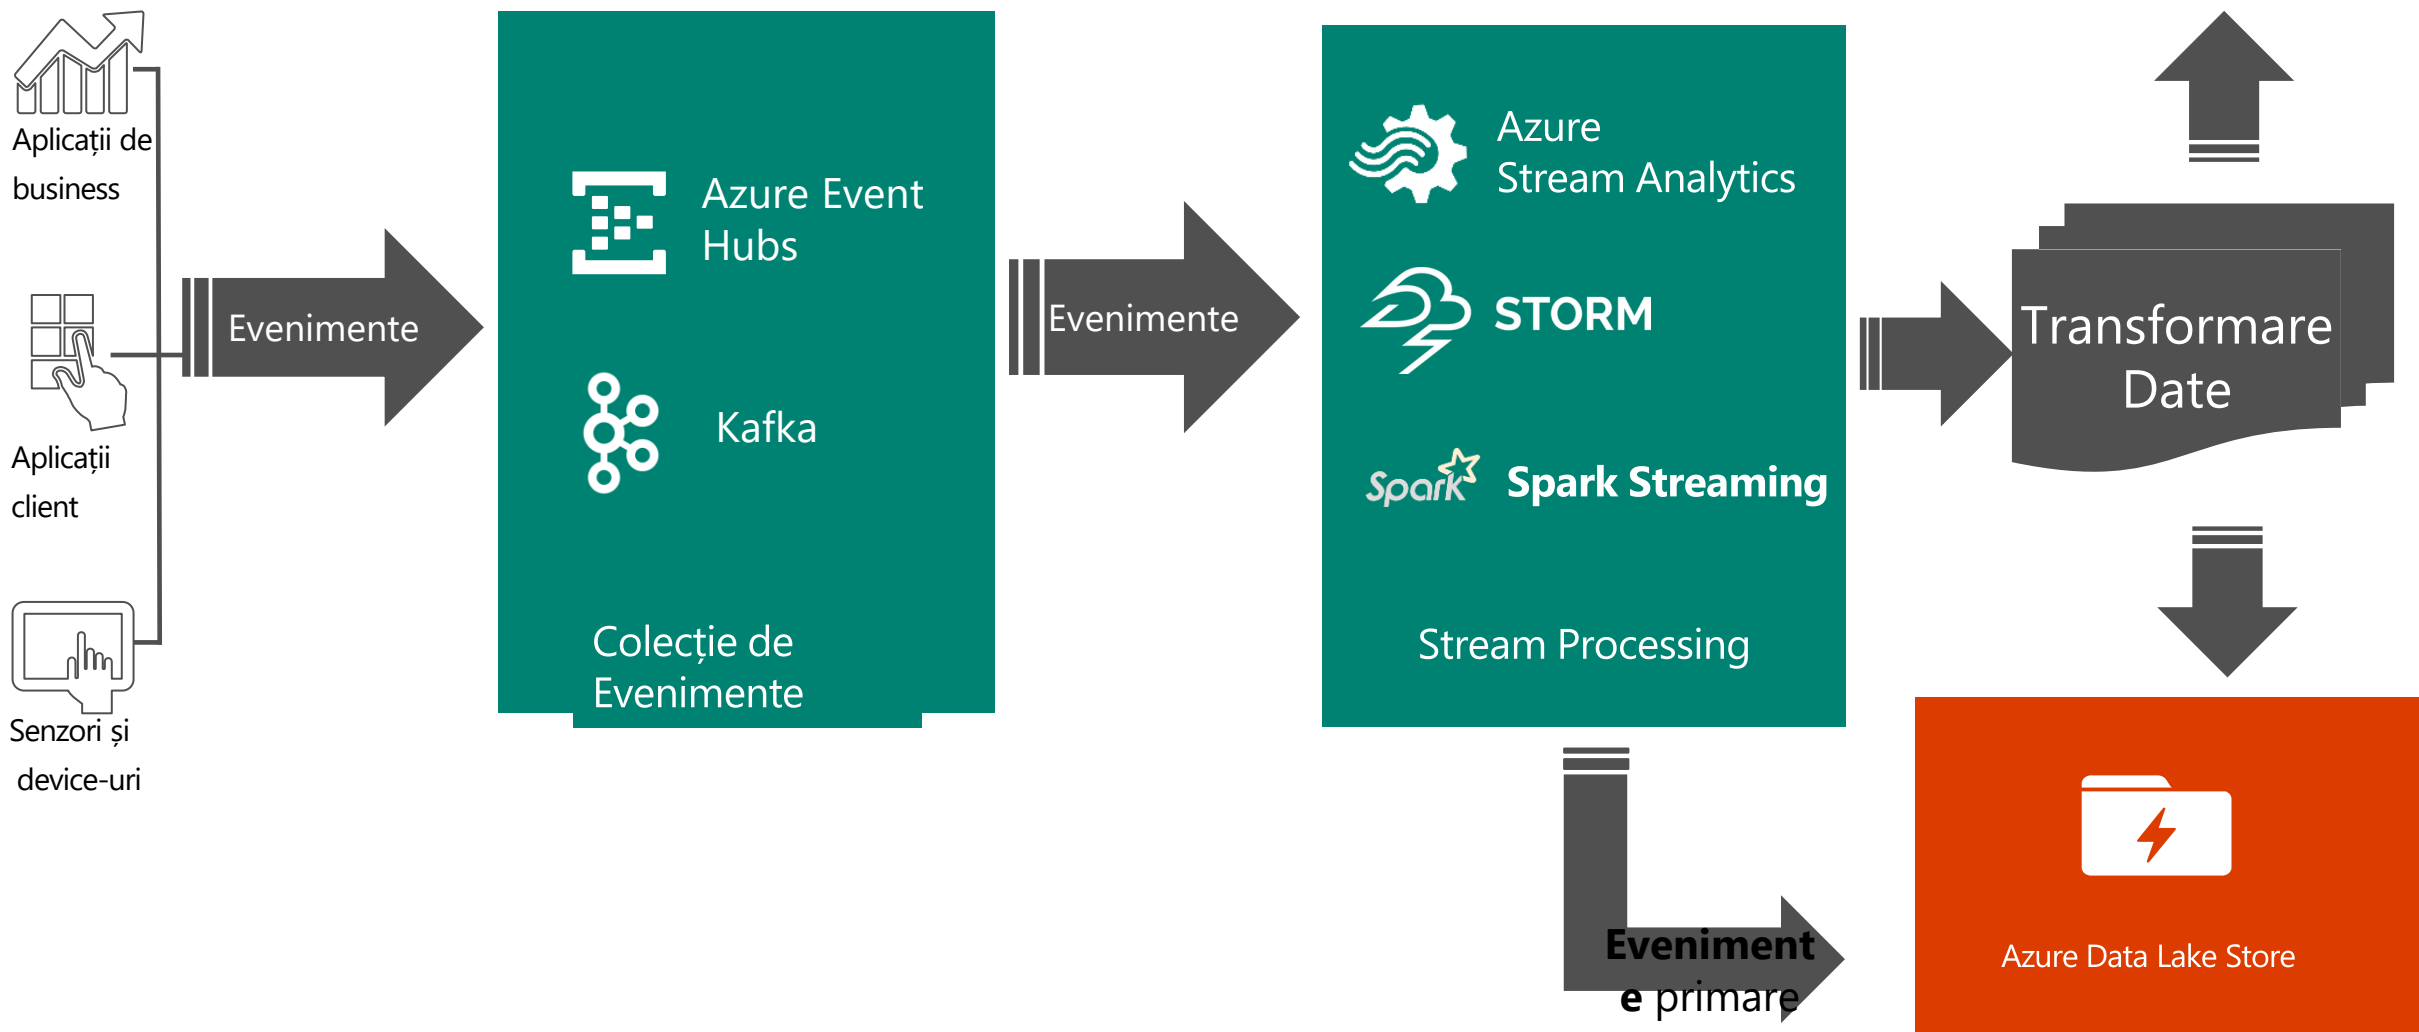 Aplicații de
business
Aplicații
client
Senzori și
device-uri
Evenimente
Azure Event
Hubs
Kafka
Colecție de
Evenimente
Evenimente
Azure
Stream Analytics
STORM
Spark
Spark Streaming
Stream Processing
Transformare
Date
Eveniment
e primare
Azure Data Lake Store